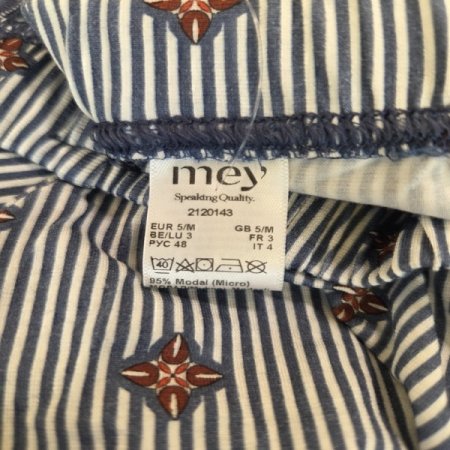 mey
Speaking Quality.
2120143
EUR 5/M GB 5/M
BE/LU 3 FR 3
РУС 48 IT 4
40
95% Modal (Micro)